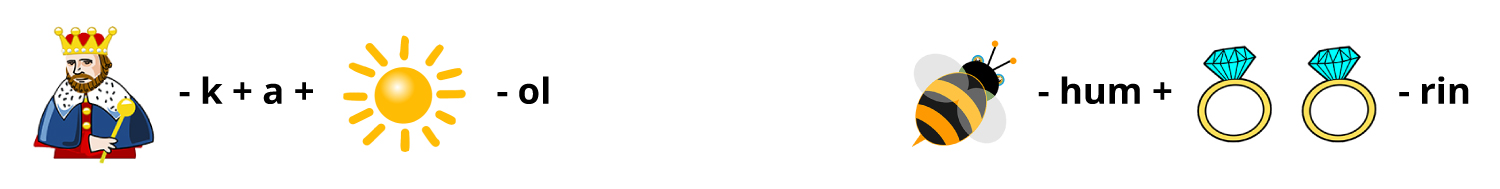 - k + a + - ol - hum + - rin